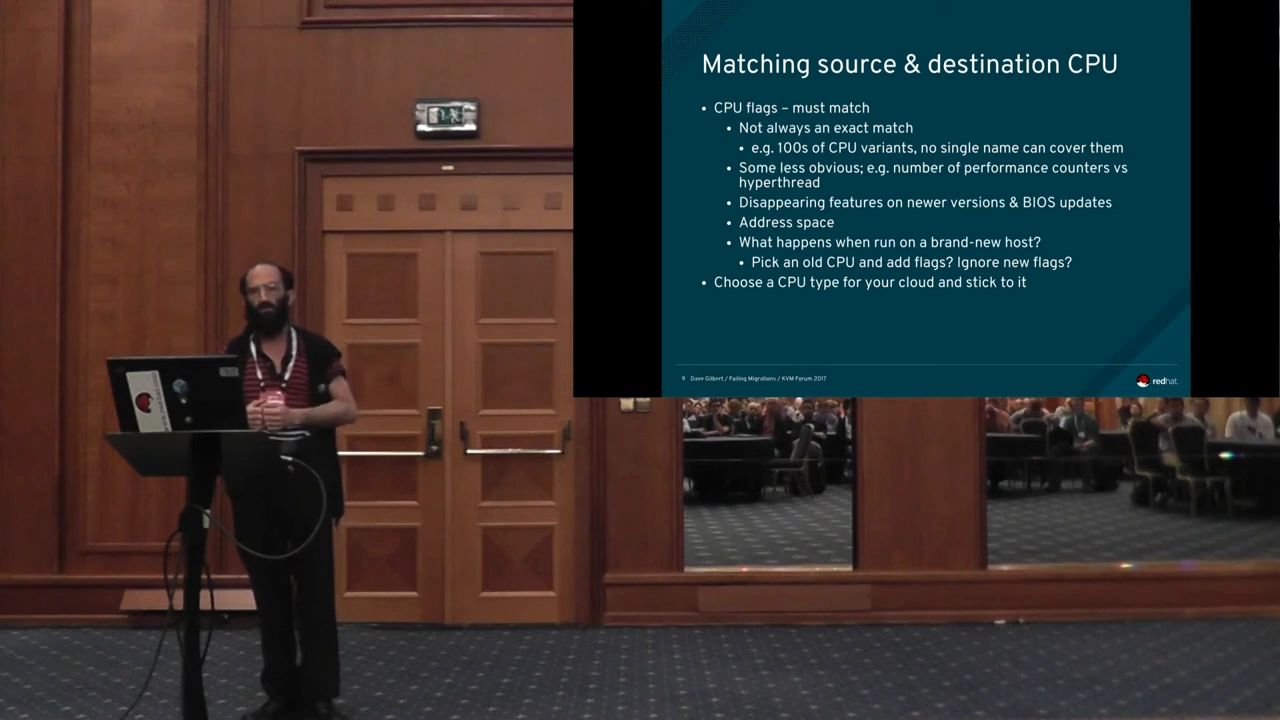 Matching source & destination CPU
• CPU flags – must match
• Not always an exact match
• e.g. 100s of CPU variants, no single name can cover them
• Some less obvious; e.g. number of performance counters vs
hyperthread
• Disappearing features on newer versions & BIOS updates
• Address space
• What happens when run on a brand-new host?
• Pick an old CPU and add flags? Ignore new flags?
• Choose a CPU type for your cloud and stick to it
9 Dave Gilbert / Failing Migrations / KVM Forum 2017
redhat